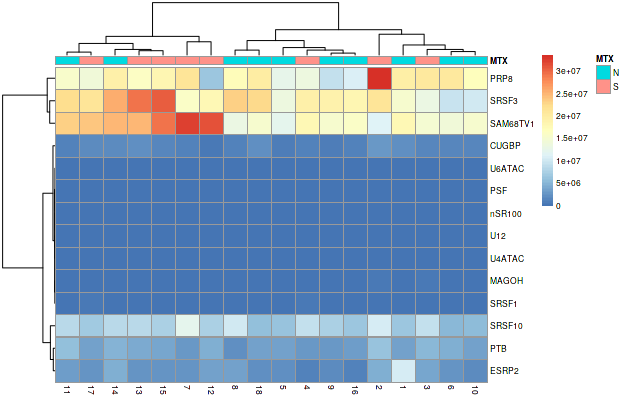 MTX
PRP8
SRSF3
SAM68TV1
CUGBP
U6ATAC
PSF
nSR100
U12
U4ATAC
MAGOH
SRSF1
SRSF10
PTB
ESRP2
11 17 14 13 15 7 12 8 18 5 4 9 16 2 1 3 6 10
3e+07
2.5e+07
2e+07
1.5e+07
1e+07
5e+06
0
MTX
N
S